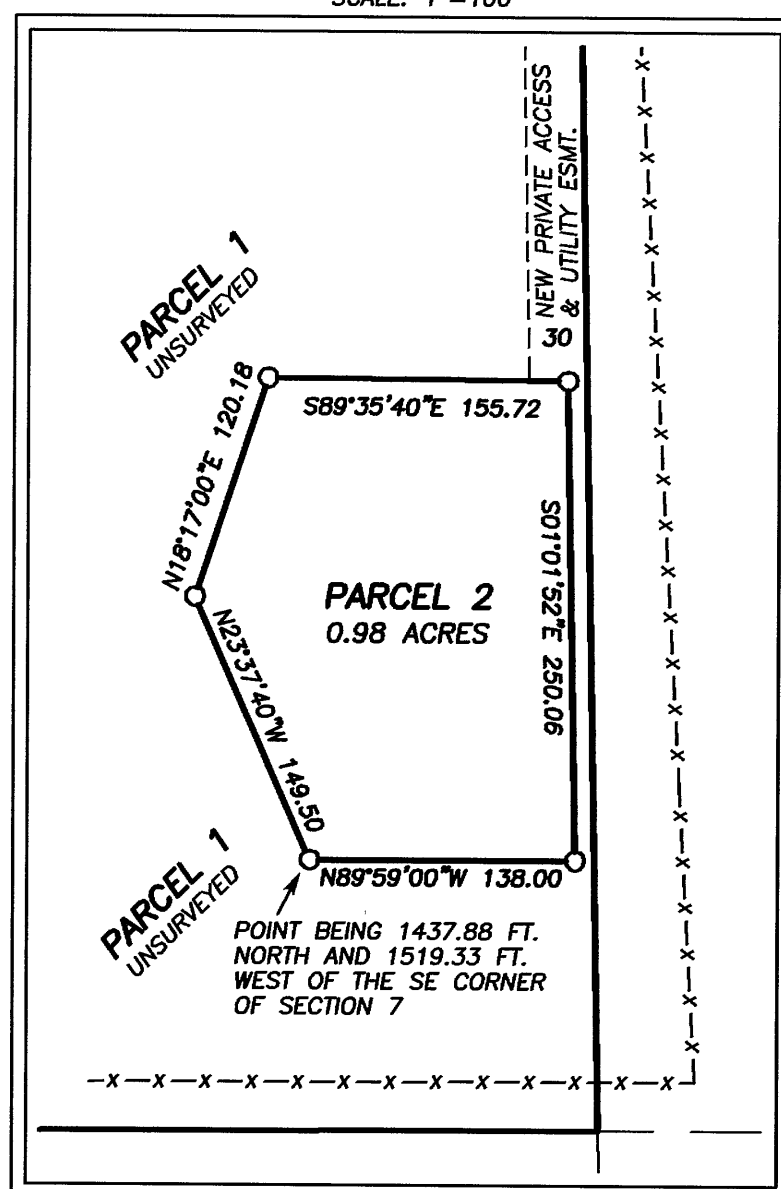 SCALE: 1"=100'
NEW PRIVATE ACCESS
& UTILITY ESMT.
30
PARCEL 1
UNSURVEYED
N18°17'00"E 120.18
S89°35'40"E 155.72
S01°01'52"E 250.06
PARCEL 2
0.98 ACRES
N23°37'40"W 149.50
N89°59'00"W 138.00
PARCEL 1
UNSURVEYED
POINT BEING 1437.88 FT.
NORTH AND 1519.33 FT.
WEST OF THE SE CORNER
OF SECTION 7